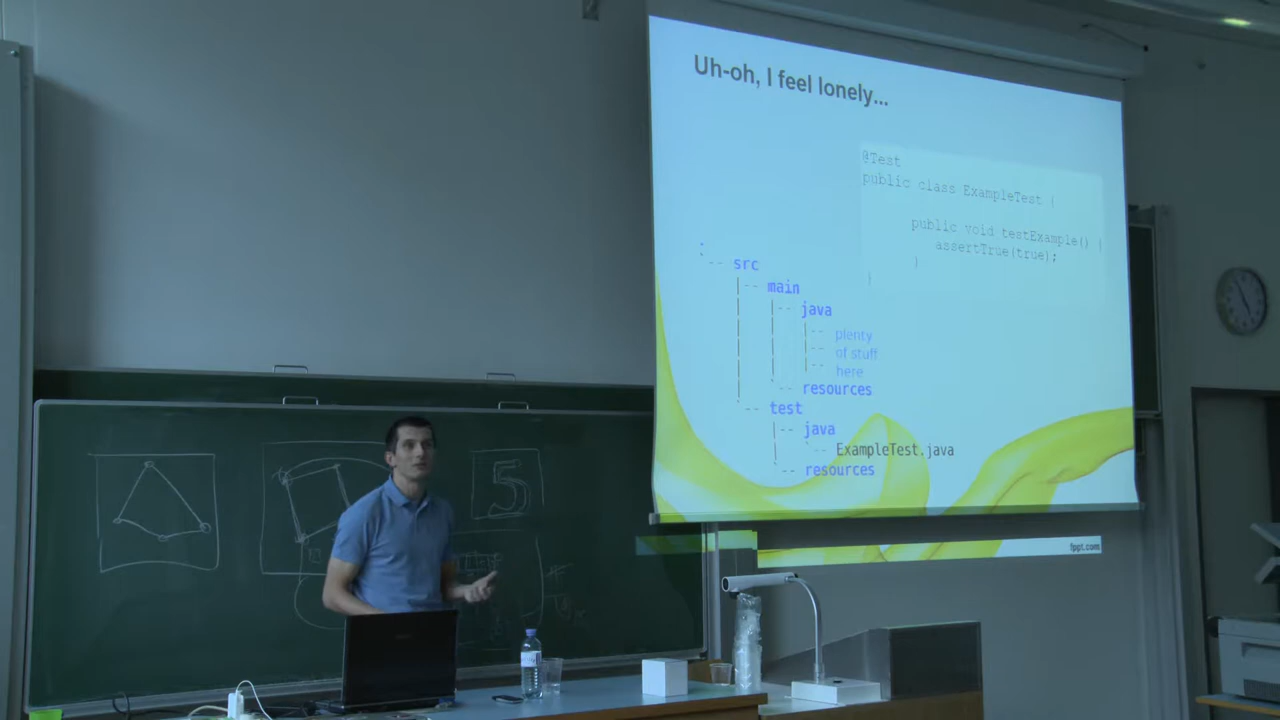 Uh-oh, I feel lonely...
@Test
public class ExampleTest {
public void testExample() {
assertTrue(true);
}
}
.
-- src
|-- main
|-- java
|-- plenty
|-- of stuff
|-- here
`-- resources
-- test
|-- java
`-- ExampleTest.java
`-- resources
fppt.com
5